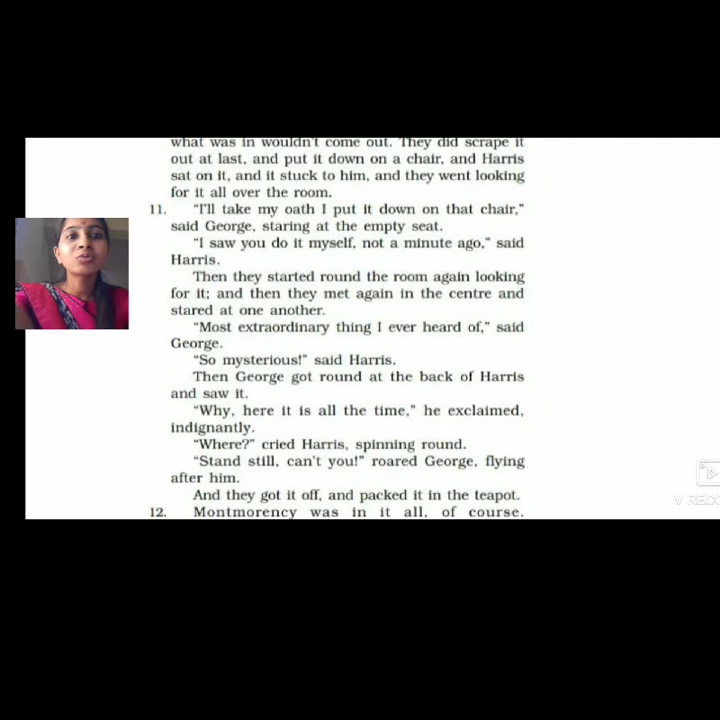 what was in wouldn't come out. They did scrape it
out at last, and put it down on a chair, and Harris
sat on it, and it stuck to him, and they went looking
for it all over the room.
11. "I'll take my oath I put it down on that chair,"
said George, staring at the empty seat.
"I saw you do it myself, not a minute ago," said
Harris.
Then they started round the room again looking
for it; and then they met again in the centre and
stared at one another.
"Most extraordinary thing I ever heard of," said
George.
"So mysterious!" said Harris.
Then George got round at the back of Harris
and saw it.
"Why, here it is all the time," he exclaimed,
indignantly.
"Where?" cried Harris, spinning round.
"Stand still, can't you!" roared George, flying
after him.
And they got it off, and packed it in the teapot.
12. Montmorency was in it all, of course.
V REC